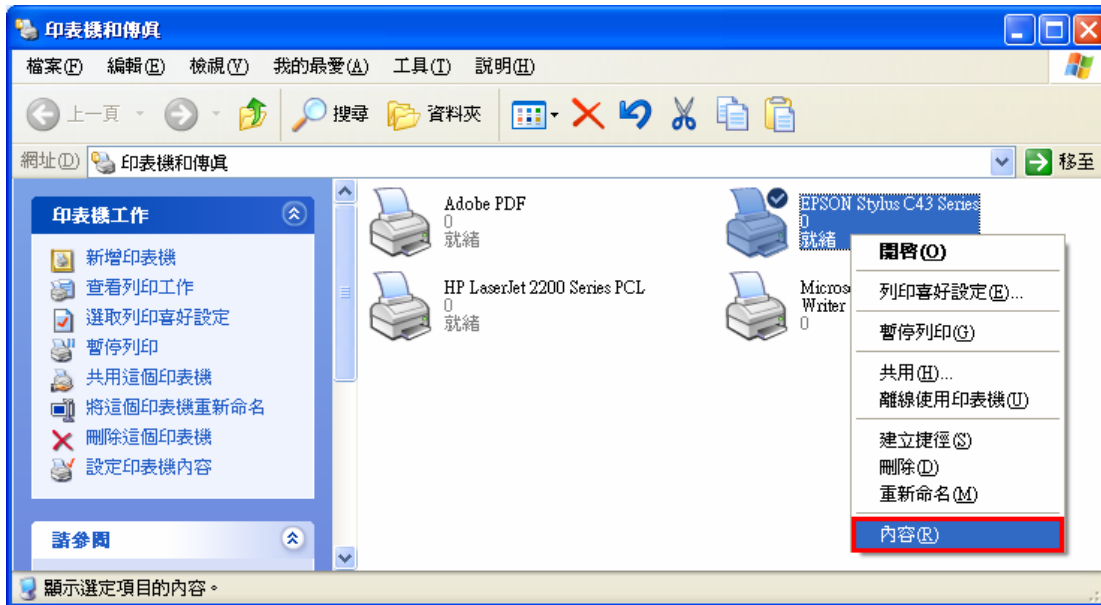 印表機和傳真
檔案(F) 編輯(E) 檢視(V) 我的最愛(A) 工具(T) 說明(H)
上一頁 搜尋 資料夾
網址(D) 印表機和傳真 移至
印表機工作
新增印表機
查看列印工作
選取列印喜好設定
暫停列印
共用這個印表機
將這個印表機重新命名
刪除這個印表機
設定印表機內容
請參閱
Adobe PDF
0
就緒
EPSON Stylus C43 Series
0
就緒
HP LaserJet 2200 Series PCL
0
就緒
Writer
0
開啓(O)
列印喜好設定(E)...
暫停列印(G)
共用(H)...
離線使用印表機(U)
建立捷徑(S)
刪除(D)
重新命名(M)
內容(R)
顯示選定項目的內容。